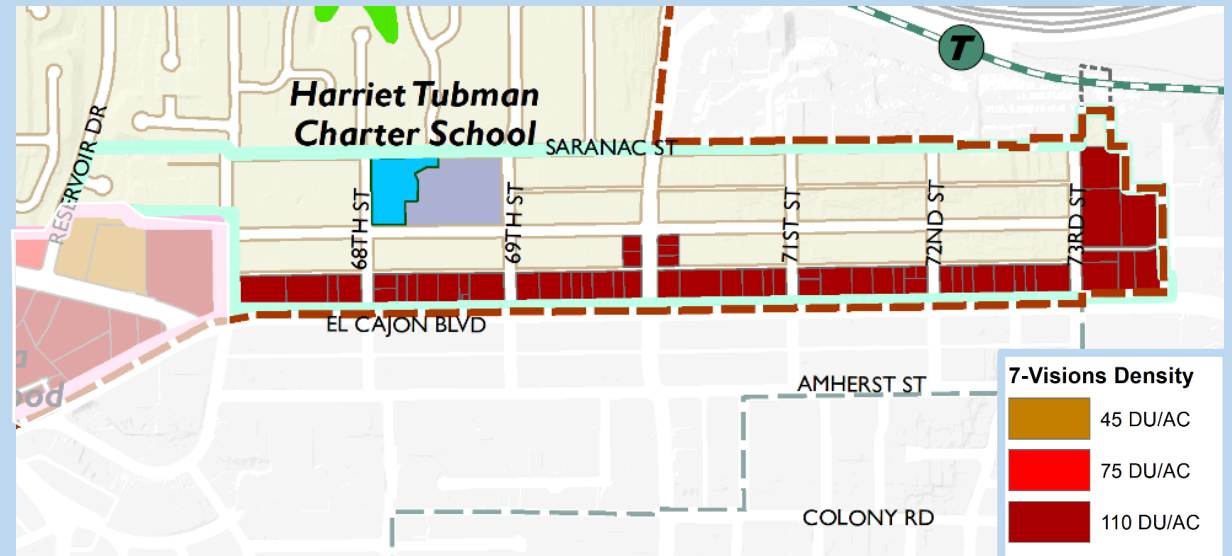 RESERVOIR DR
Harriet Tubman
Charter School
SARANAC ST
T
68TH ST
69TH ST
71ST ST
72ND ST
73RD ST
EL CAJON BLVD
a
ood
AMHERST ST
COLONY RD
7-Visions Density
45 DU/AC
75 DU/AC
110 DU/AC